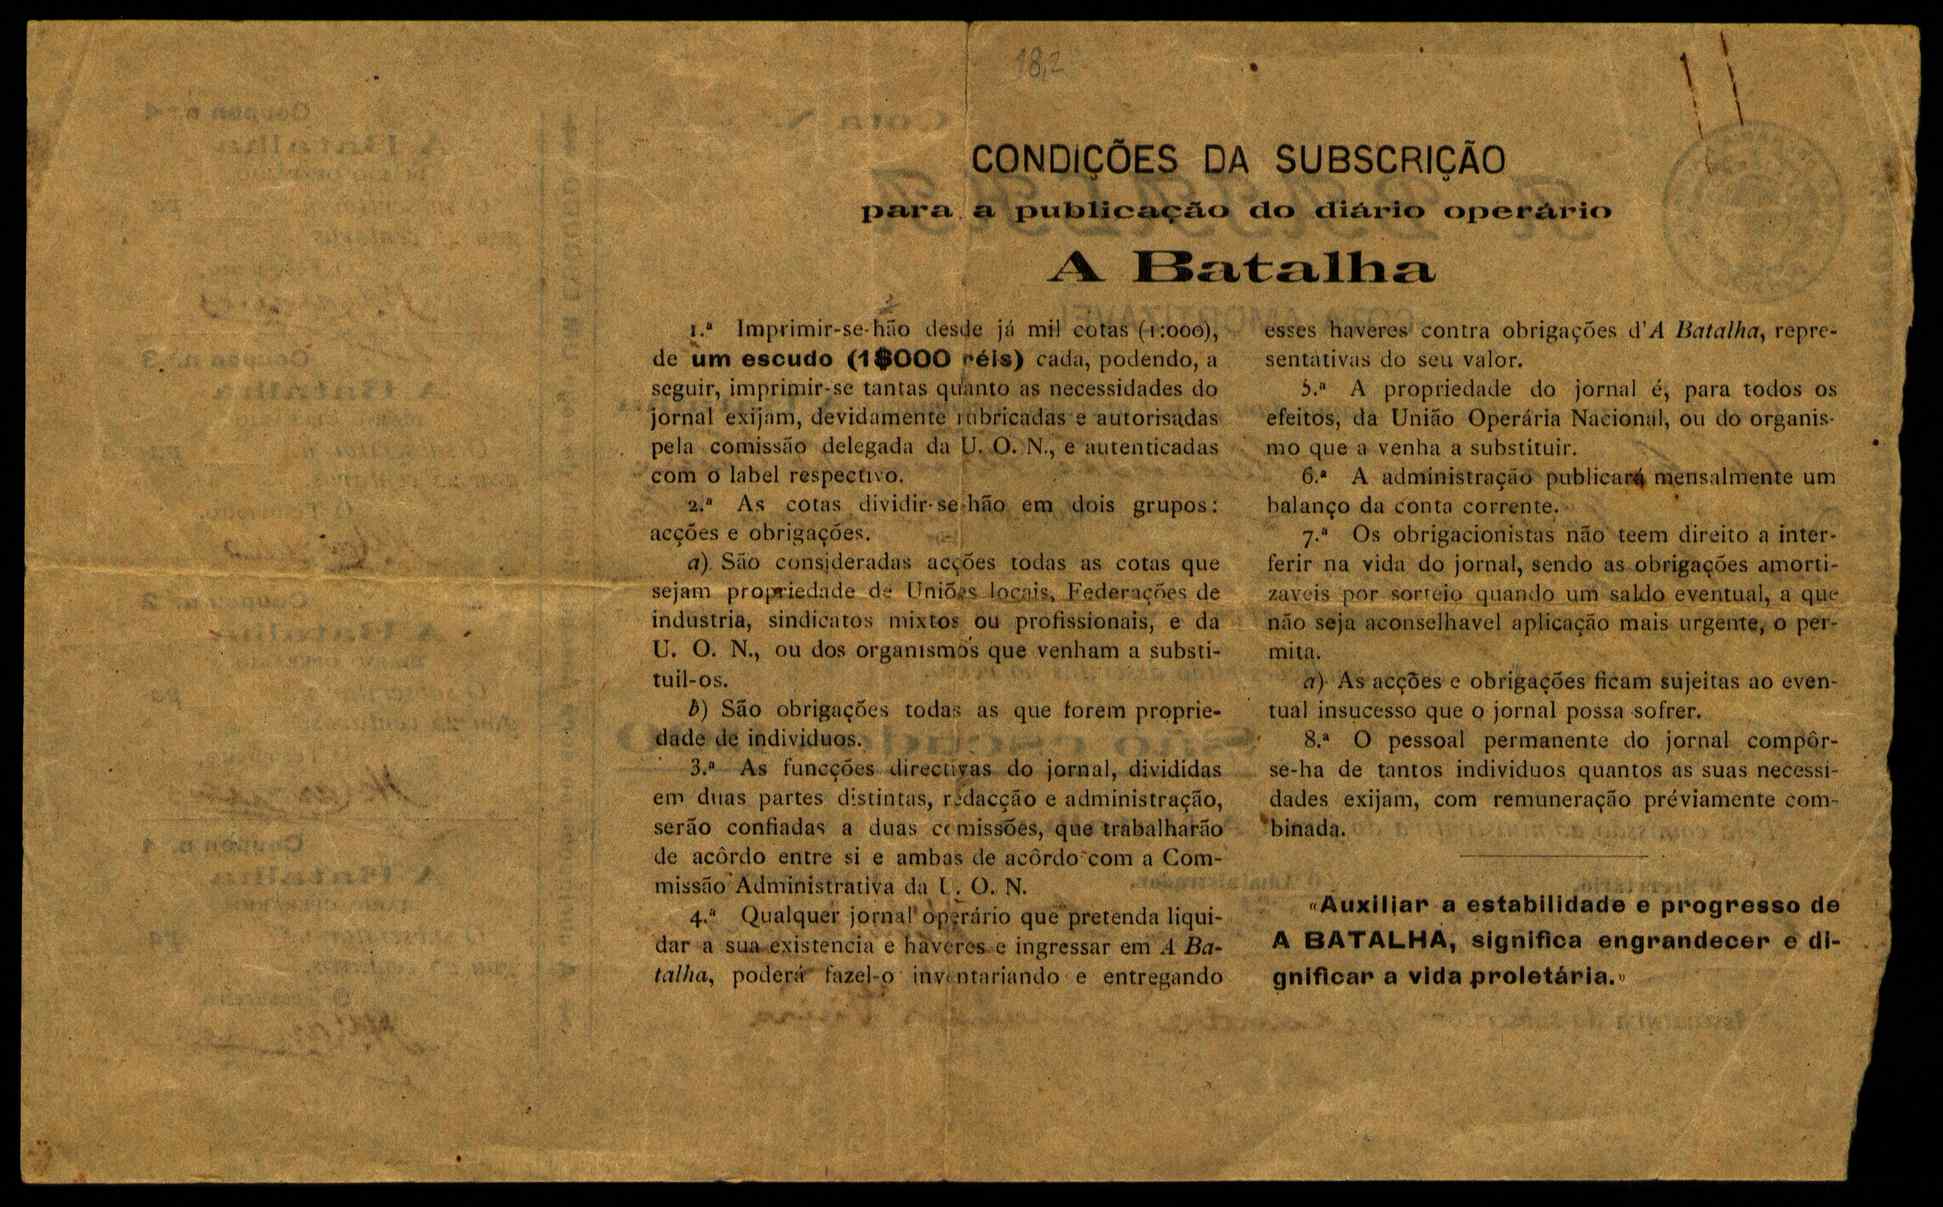 18,2
CONDIÇÕES DA SUBSCRIÇÃO
para a publicação do diário operário
A Batalha
1.ª Imprimir-se-hão desde já mil cotas (1:000),
de um escudo (1$000 réis) cada, podendo, a
seguir, imprimir-se tantas quanto as necessidades do
jornal exijam, devidamente rubricadas e autorisadas
pela comissão delegada da U. O. N., e autenticadas
com o label respectivo.
2.ª As cotas dividir-se-hão em dois grupos:
acções e obrigações.
a) São consideradas acções todas as cotas que
sejam propriedade de Uniões locais, Federações de
industria, sindicatos mixtos ou profissionais, e da
U. O. N., ou dos organismos que venham a substi-
tuil-os.
b) São obrigações todas as que forem proprie-
dade de individuos.
3.ª As funcções directivas do jornal, divididas
em duas partes distintas, redacção e administração,
serão confiadas a duas comissões, que trabalharão
de acôrdo entre si e ambas de acôrdo com a Com-
missão Administrativa da U. O. N.
4.ª Qualquer jornal operário que pretenda liqui-
dar a sua existencia e haveres e ingressar em A Ba-
talha, poderá fazel-o inventariando e entregando
esses haveres contra obrigações d'A Batalha, repre-
sentativas do seu valor.
5.ª A propriedade do jornal é, para todos os
efeitos, da União Operária Nacional, ou do organis-
mo que a venha a substituir.
6.ª A administração publicará mensalmente um
balanço da conta corrente.
7.ª Os obrigacionistas não teem direito a inter-
ferir na vida do jornal, sendo as obrigações amorti-
zaveis por sorteio quando um saldo eventual, a que
não seja aconselhavel aplicação mais urgente, o per-
mita.
a) As acções e obrigações ficam sujeitas ao even-
tual insucesso que o jornal possa sofrer.
8.ª O pessoal permanente do jornal compôr-
se-ha de tantos individuos quantos as suas necessi-
dades exijam, com remuneração préviamente com-
binada.
«Auxiliar a estabilidade e progresso de
A BATALHA, significa engrandecer e di-
gnificar a vida proletária.»